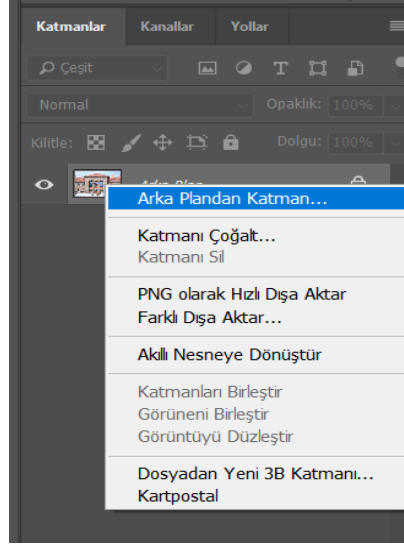 Katmanlar Kanallar Yollar
Çeşit
Normal Opaklık: 100%
Kilitle: Dolgu: 100%
Arka Plan
Arka Plandan Katman...
Katmanı Çoğalt...
Katmanı Sil
PNG olarak Hızlı Dışa Aktar
Farklı Dışa Aktar...
Akıllı Nesneye Dönüştür
Katmanları Birleştir
Görüneni Birleştir
Görüntüyü Düzleştir
Dosyadan Yeni 3B Katmanı...
Kartpostal